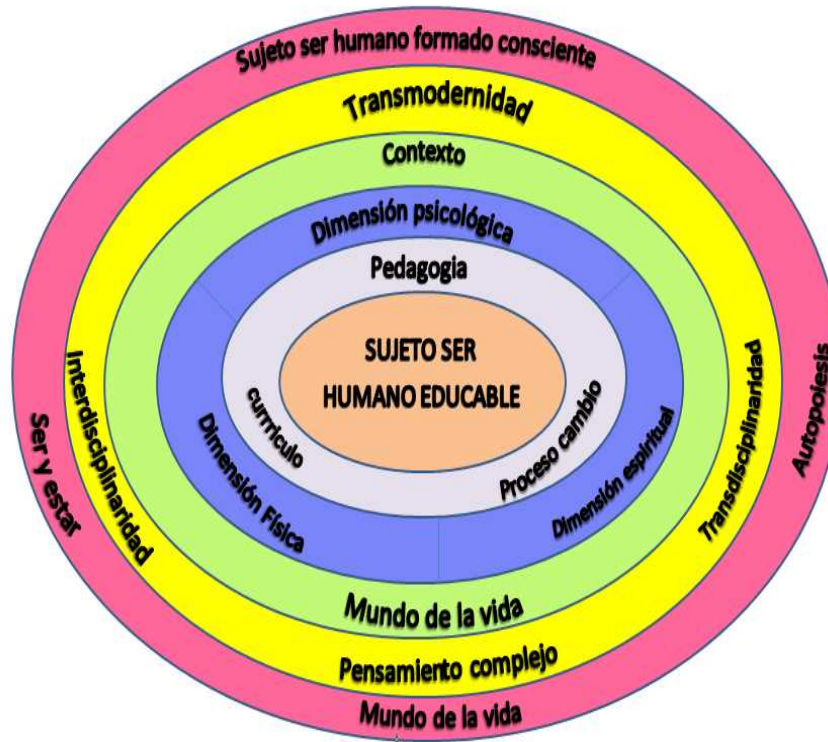 Sujeto ser humano formado consciente
Transmodernidad
Contexto
Dimensión psicológica
Pedagogia
SUJETO SER
HUMANO EDUCABLE
currrículo
Proceso cambio
Dimensión Física
Dimensión espiritual
Interdisciplinaridad
Transdisciplinaridad
Ser y estar
Autopoiesis
Mundo de la vida
Pensamiento complejo
Mundo de la vida